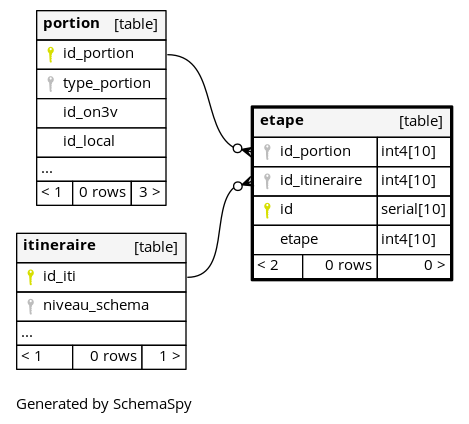 portion [table]
id_portion
type_portion
id_on3v
id_local
...
< 1 0 rows 3 >
etape [table]
id_portion int4[10]
id_itineraire int4[10]
id serial[10]
etape int4[10]
< 2 0 rows 0 >
itineraire [table]
id_iti
niveau_schema
...
< 1 0 rows 1 >
Generated by SchemaSpy